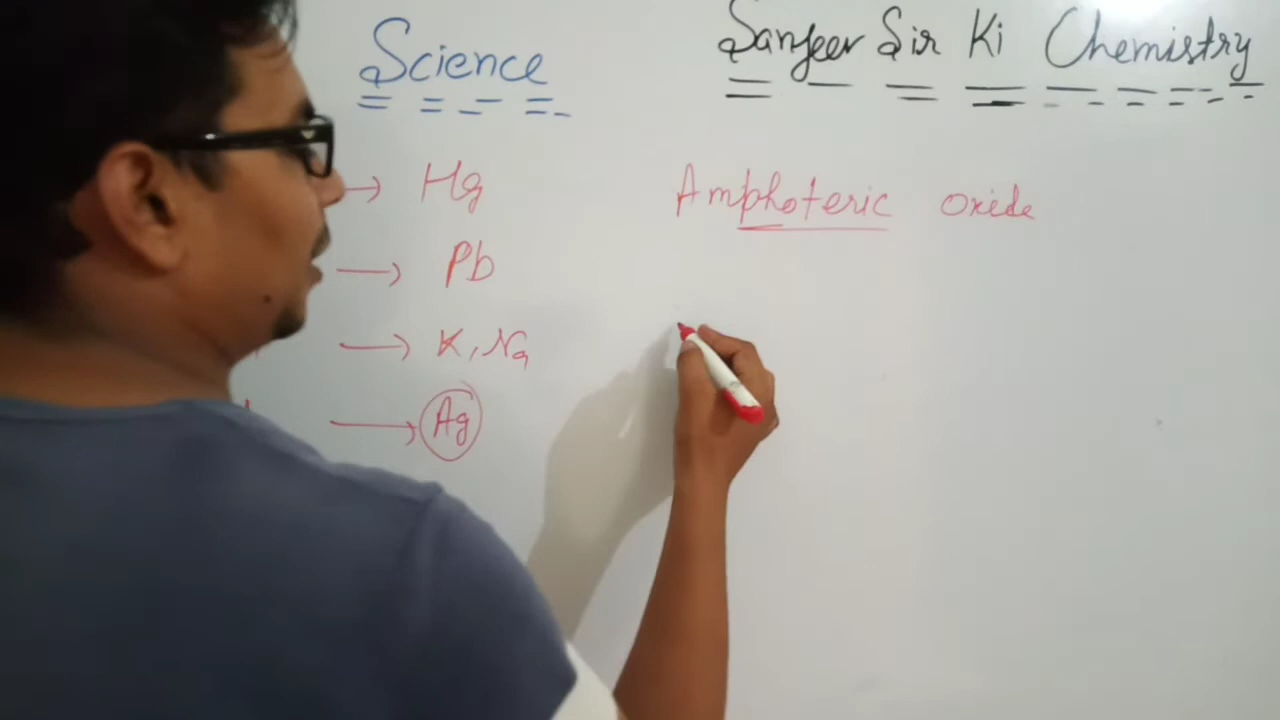 Science
Sanjeev Sir Ki Chemistry
→ Hg
→ Pb
→ K, Na
→ Ag
Amphoteric oxide